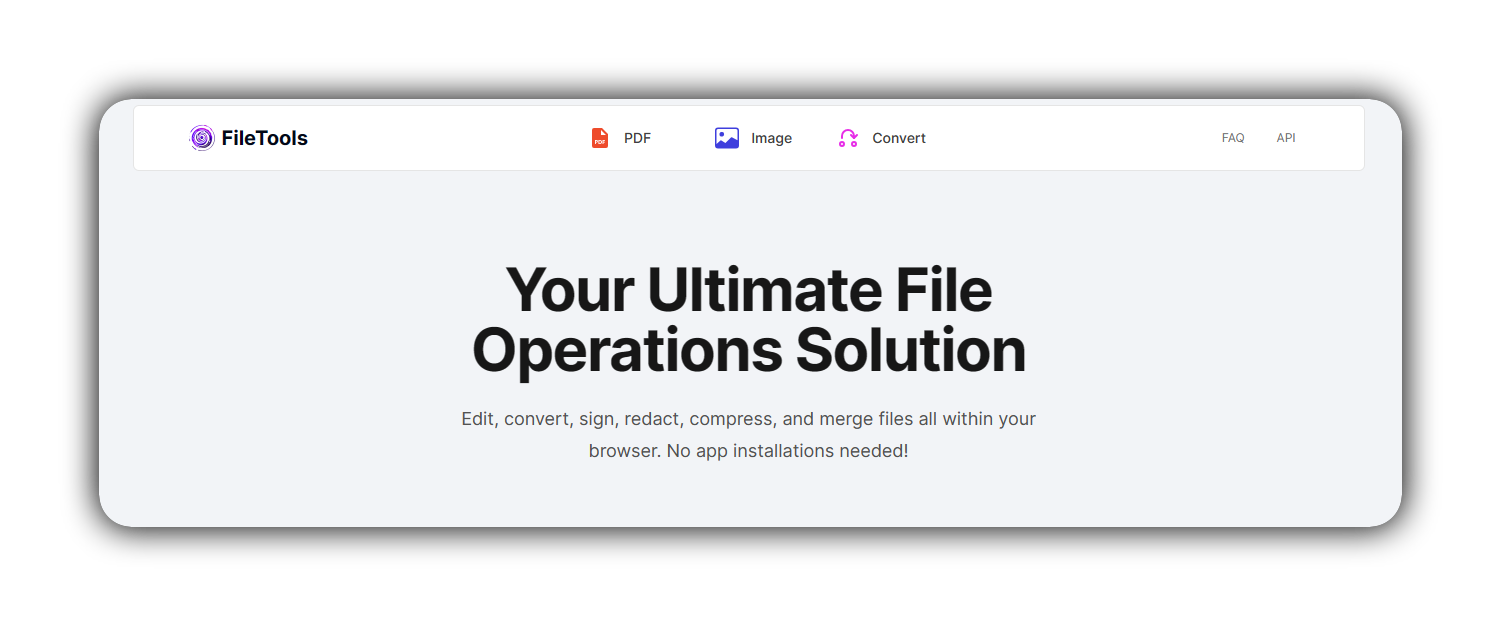 FileTools
PDF
PDF
Image
Convert
FAQ
API
Your Ultimate File
Operations Solution
Edit, convert, sign, redact, compress, and merge files all within your
browser. No app installations needed!